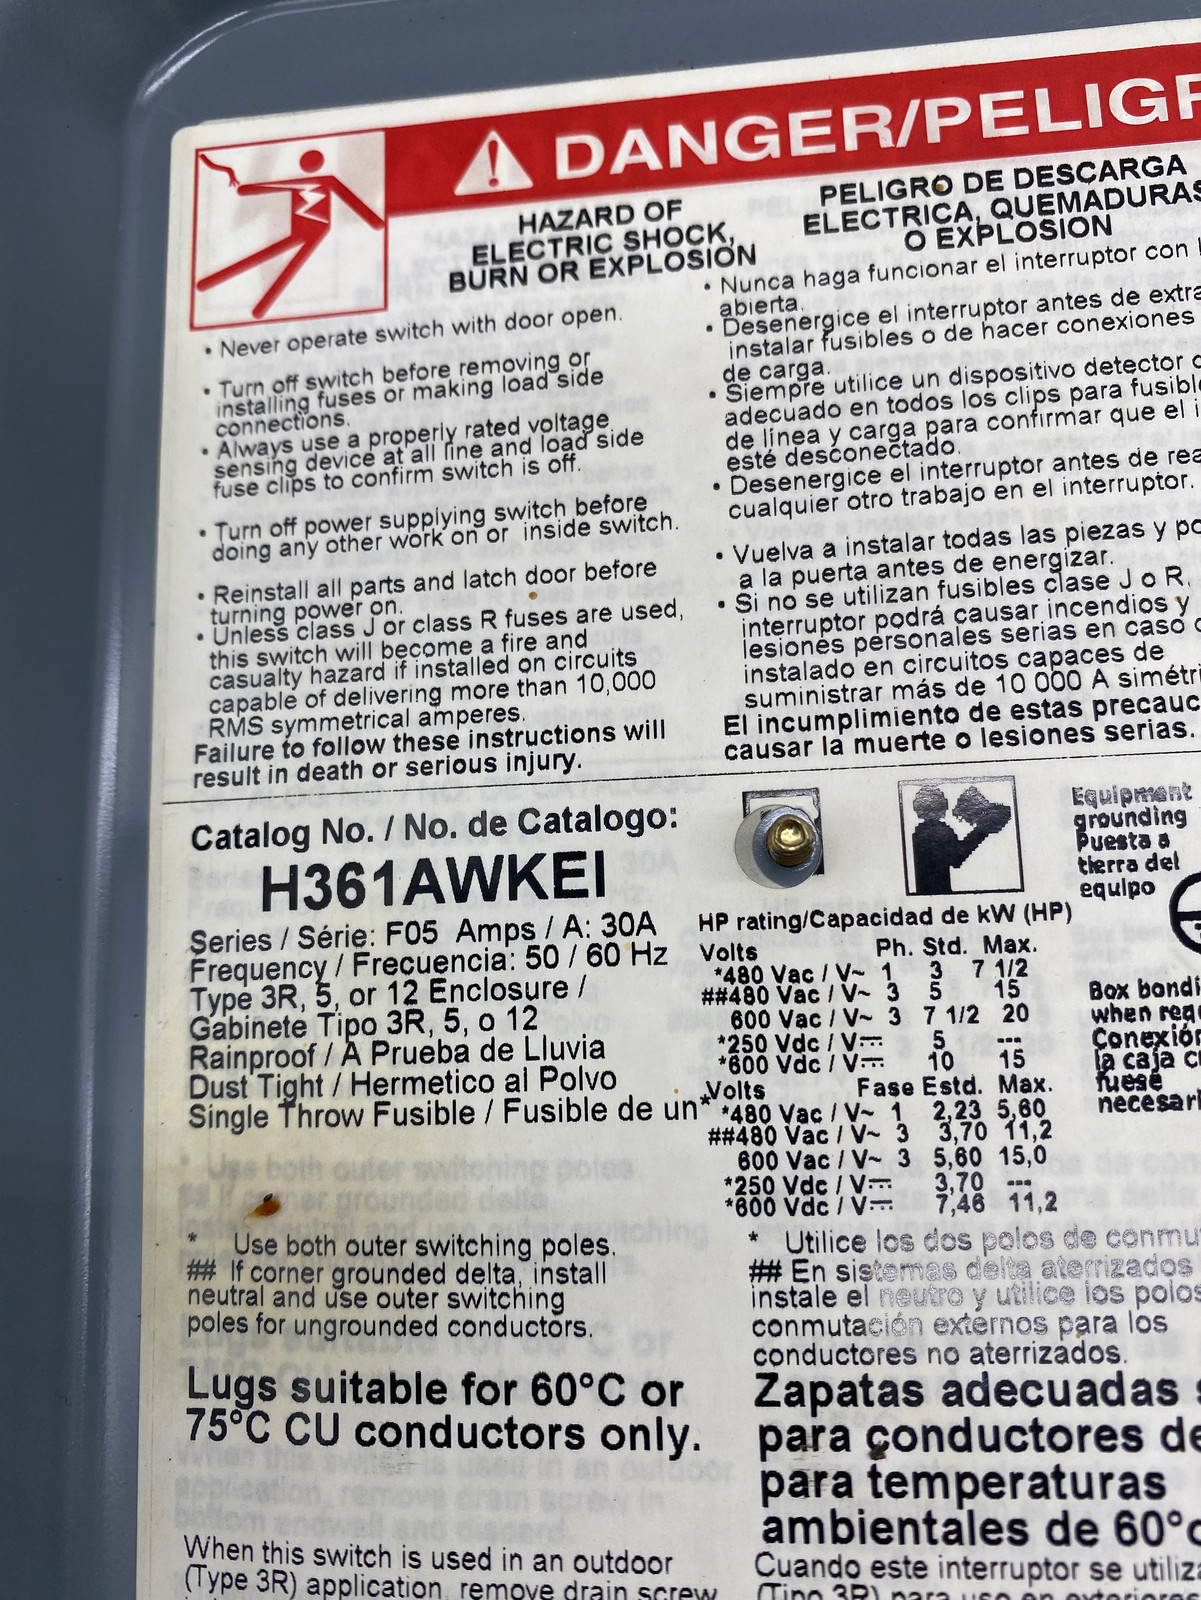 DANGER/PELIGR
HAZARD OF
ELECTRIC SHOCK,
BURN OR EXPLOSION
• Never operate switch with door open.
• Turn off switch before removing or
installing fuses or making load side
connections.
• Always use a properly rated voltage
sensing device at all line and load side
fuse clips to confirm switch is off.
• Turn off power supplying switch before
doing any other work on or inside switch.
• Reinstall all parts and latch door before
turning power on.
• Unless class J or class R fuses are used,
this switch will become a fire and
casualty hazard if installed on circuits
capable of delivering more than 10,000
RMS symmetrical amperes.
Failure to follow these instructions will
result in death or serious injury.
PELIGRO DE DESCARGA
ELECTRICA, QUEMADURAS
O EXPLOSION
• Nunca haga funcionar el interruptor con
abierta.
• Desenergice el interruptor antes de extra
instalar fusibles o de hacer conexiones
de carga.
• Siempre utilice un dispositivo detector
adecuado en todos los clips para fusible
de línea y carga para confirmar que el i
esté desconectado.
• Desenergice el interruptor antes de rea
cualquier otro trabajo en el interruptor.
• Vuelva a instalar todas las piezas y po
a la puerta antes de energizar.
• Si no se utilizan fusibles clase J o R,
interruptor podrá causar incendios y
lesiones personales serias en caso
instalado en circuitos capaces de
suministrar más de 10 000 A simétri
El incumplimiento de estas precauc
causar la muerte o lesiones serias.
Catalog No. / No. de Catalogo:
H361AWKEI
Series / Série: F05 Amps / A: 30A
Frequency / Frecuencia: 50 / 60 Hz
Type 3R, 5, or 12 Enclosure /
Gabinete Tipo 3R, 5, o 12
Rainproof / A Prueba de Lluvia
Dust Tight / Hermetico al Polvo
Single Throw Fusible / Fusible de un*
HP rating/Capacidad de kW (HP)
Volts Ph. Std. Max.
*480 Vac / V~ 1 3 7 1/2
##480 Vac / V~ 3 5 15
600 Vac / V~ 3 7 1/2 20
*250 Vdc / V⎓ 5 ---
*600 Vdc / V⎓ 10 15
Volts Fase Estd. Max.
*480 Vac / V~ 1 2,23 5,60
##480 Vac / V~ 3 3,70 11,2
600 Vac / V~ 3 5,60 15,0
*250 Vdc / V⎓ 3,70 ---
*600 Vdc / V⎓ 7,46 11,2
Equipment
grounding
Puesta a
tierra del
equipo
Box bondi
when requ
Conexión
la caja c
fuese
necesari
* Use both outer switching poles.
## If corner grounded delta, install
neutral and use outer switching
poles for ungrounded conductors.
* Utilice los dos polos de conmu
## En sistemas delta aterrizados
instale el neutro y utilice los polos
conmutación externos para los
conductores no aterrizados.
Lugs suitable for 60°C or
75°C CU conductors only.
Zapatas adecuadas
para conductores de
para temperaturas
ambientales de 60°c
When this switch is used in an outdoor
(Type 3R) application, remove drain screw
Cuando este interruptor se utiliza
(Tipo 3R) para uso en exteriores